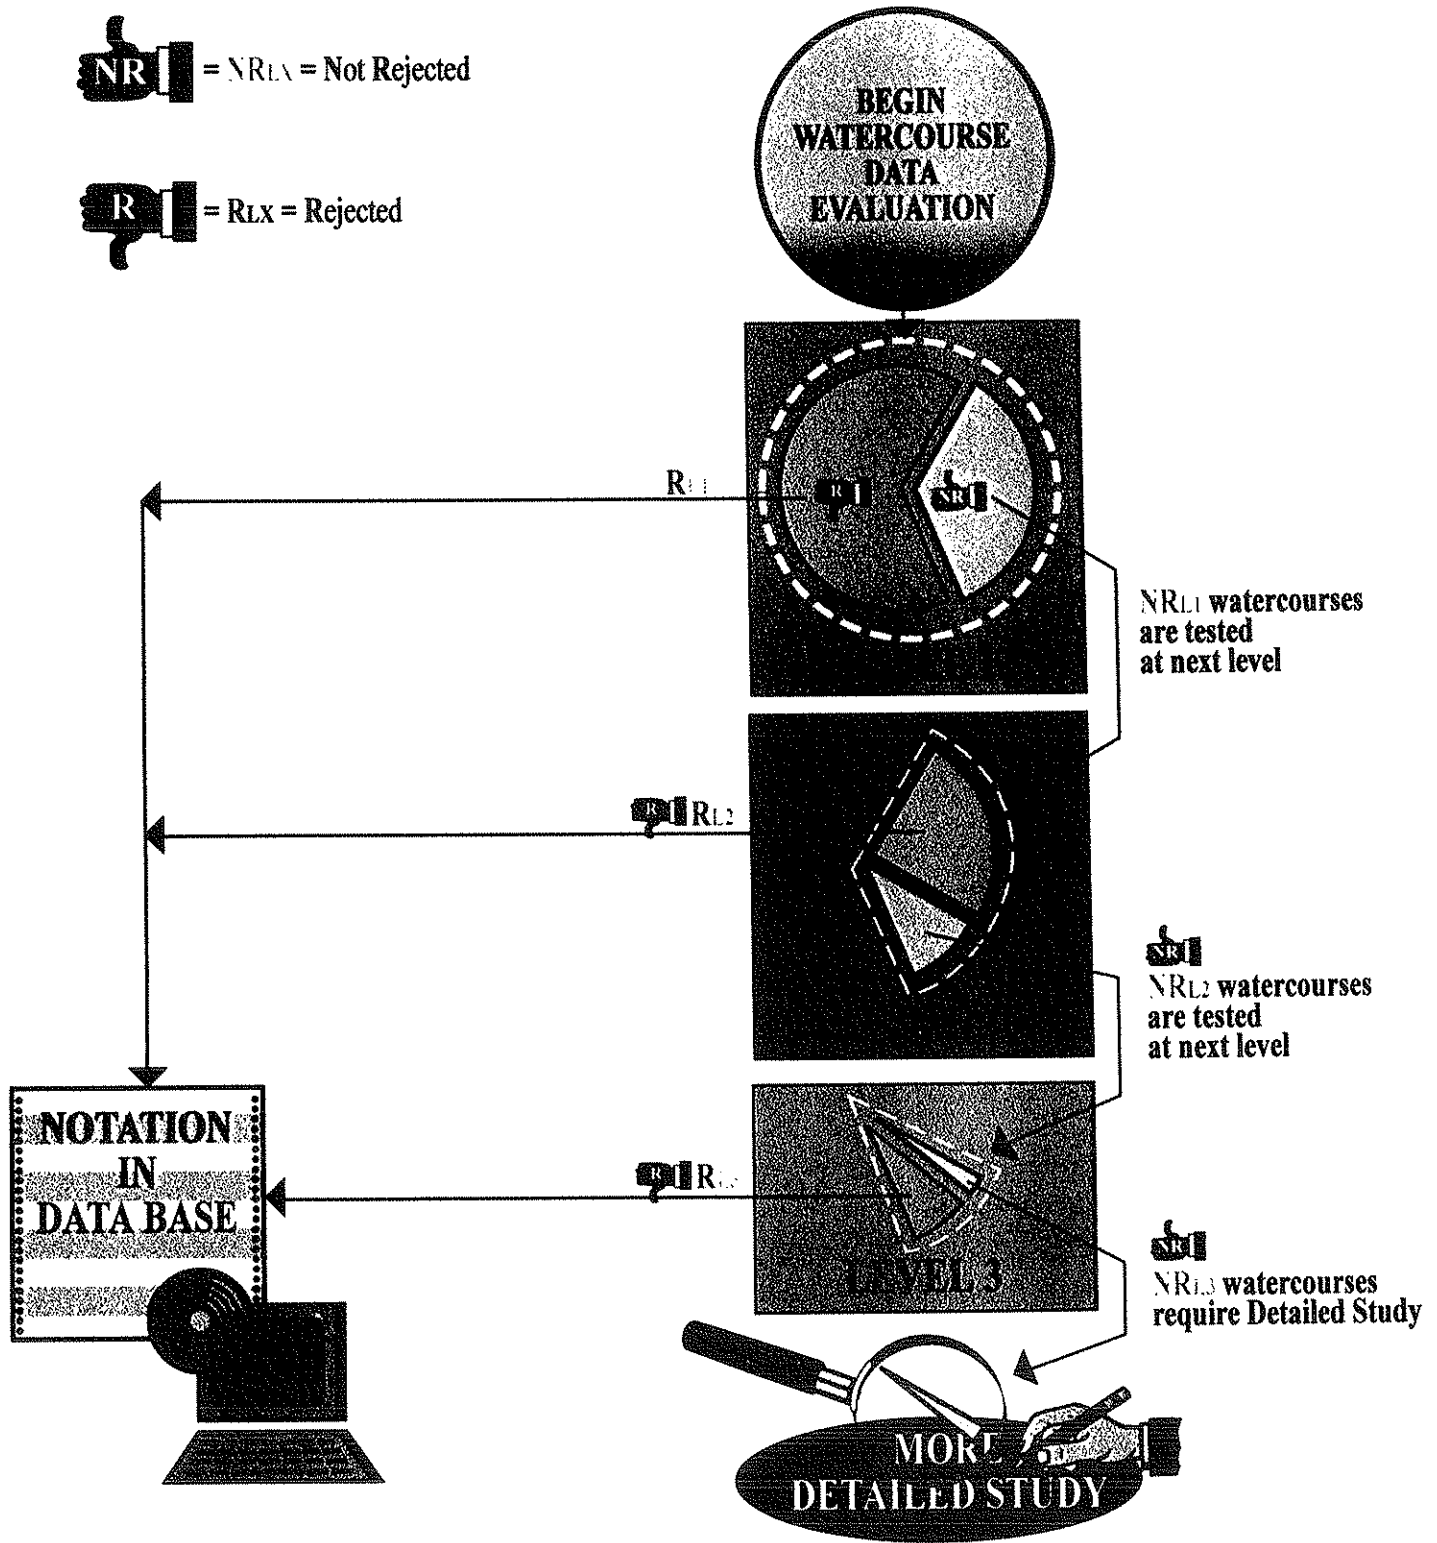 NR = NRLX = Not Rejected
R = RLX = Rejected
BEGIN
WATERCOURSE
DATA
EVALUATION
RL1
R
NR
NRL1 watercourses
are tested
at next level
R RL2
NR
NRL2 watercourses
are tested
at next level
NOTATION
IN
DATA BASE
R RL3
LEVEL 3
NR
NRL3 watercourses
require Detailed Study
MORE
DETAILED STUDY